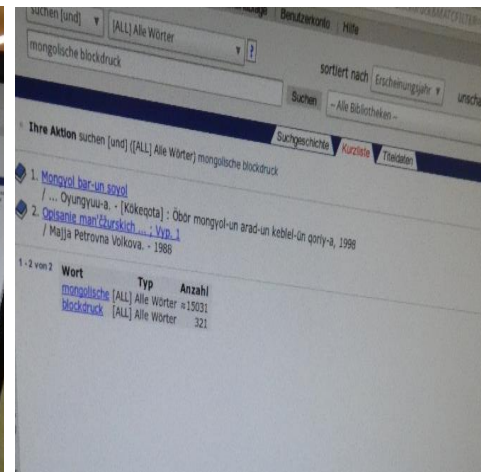 Benutzerkonto | Hilfe
suchen [und]
[ALL] Alle Wörter
?
sortiert nach
Erscheinungsjahr
mongolische blockdruck
Suchen
- Alle Bibliotheken -
Suchgeschichte
Kurzliste
Titeldaten
Ihre Aktion suchen [und] ([ALL] Alle Wörter) mongolische blockdruck
1. Mongγol bar-un soyol
/ ... Oyungγuu-a. - [Kökeqota] : Öbör mongγol-un arad-un keblel-ün qoriy-a, 1998
2. Opisanie man'čžurskich ... ; Vyp. 1
/ Majja Petrovna Volkova. - 1988
1 - 2 von 2
Wort Typ Anzahl
mongolische [ALL] Alle Wörter ≈15031
blockdruck [ALL] Alle Wörter 321